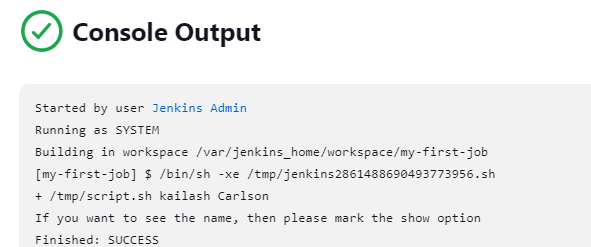 Console Output
Started by user Jenkins Admin
Running as SYSTEM
Building in workspace /var/jenkins_home/workspace/my-first-job
[my-first-job] $ /bin/sh -xe /tmp/jenkins2861488690493773956.sh
+ /tmp/script.sh kailash Carlson
If you want to see the name, then please mark the show option
Finished: SUCCESS